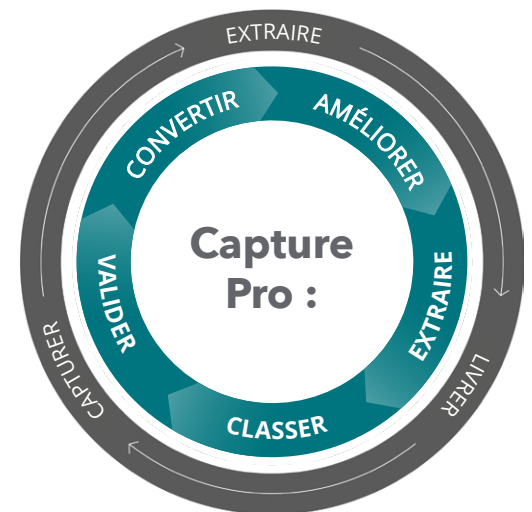 EXTRAIRE
CONVERTIR
AMÉLIORER
Capture
Pro :
VALIDER
EXTRAIRE
CAPTURER
LIVRER
CLASSER